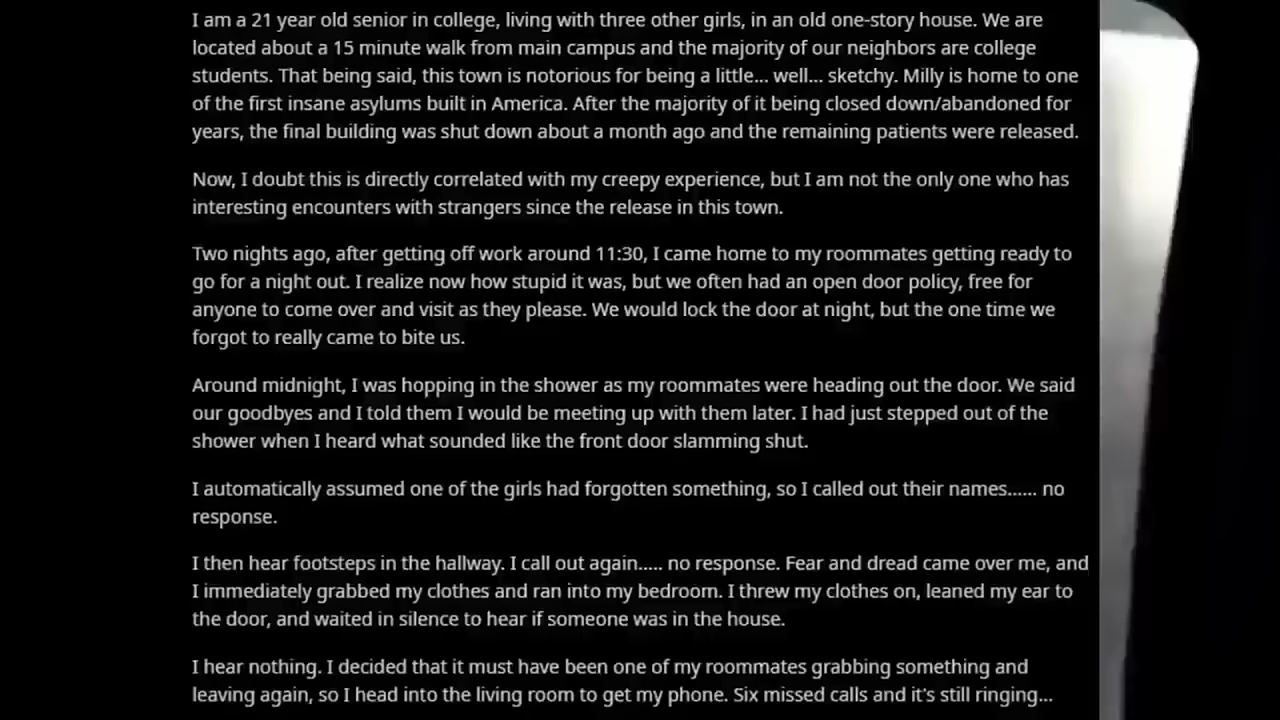 I am a 21 year old senior in college, living with three other girls, in an old one-story house. We are
located about a 15 minute walk from main campus and the majority of our neighbors are college
students. That being said, this town is notorious for being a little... well... sketchy. Milly is home to one
of the first insane asylums built in America. After the majority of it being closed down/abandoned for
years, the final building was shut down about a month ago and the remaining patients were released.
Now, I doubt this is directly correlated with my creepy experience, but I am not the only one who has
interesting encounters with strangers since the release in this town.
Two nights ago, after getting off work around 11:30, I came home to my roommates getting ready to
go for a night out. I realize now how stupid it was, but we often had an open door policy, free for
anyone to come over and visit as they please. We would lock the door at night, but the one time we
forgot to really came to bite us.
Around midnight, I was hopping in the shower as my roommates were heading out the door. We said
our goodbyes and I told them I would be meeting up with them later. I had just stepped out of the
shower when I heard what sounded like the front door slamming shut.
I automatically assumed one of the girls had forgotten something, so I called out their names...... no
response.
I then hear footsteps in the hallway. I call out again..... no response. Fear and dread came over me, and
I immediately grabbed my clothes and ran into my bedroom. I threw my clothes on, leaned my ear to
the door, and waited in silence to hear if someone was in the house.
I hear nothing. I decided that it must have been one of my roommates grabbing something and
leaving again, so I head into the living room to get my phone. Six missed calls and it's still ringing...